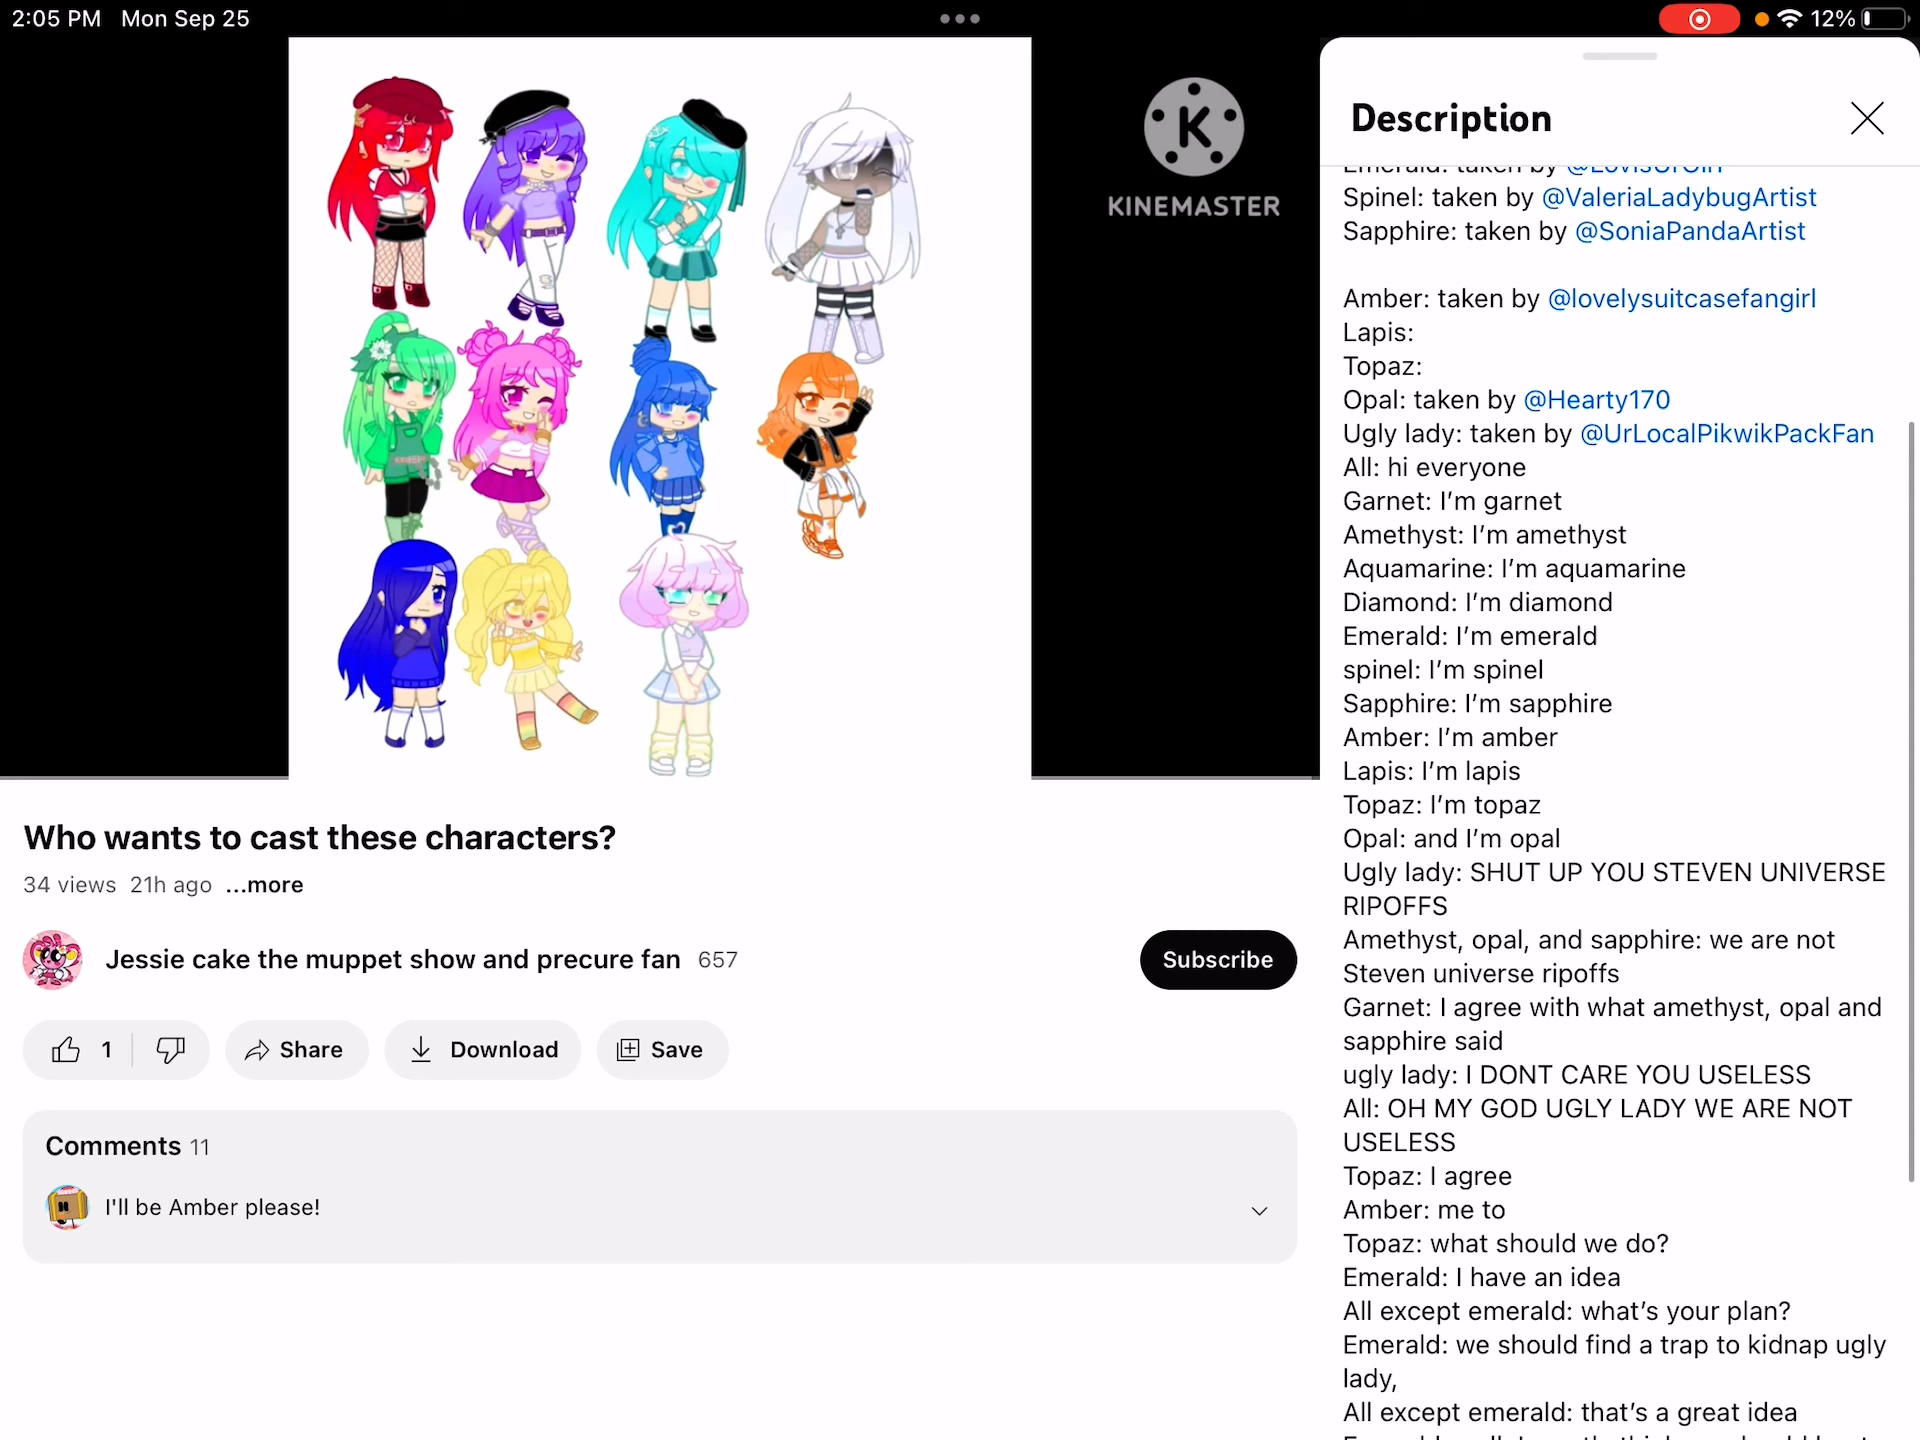 2:05 PM Mon Sep 25
12%
K
KINEMASTER
Description
Emerald: taken by
Spinel: taken by @ValeriaLadybugArtist
Sapphire: taken by @SoniaPandaArtist
Amber: taken by @lovelysuitcasefangirl
Lapis:
Topaz:
Opal: taken by @Hearty170
Ugly lady: taken by @UrLocalPikwikPackFan
All: hi everyone
Garnet: I’m garnet
Amethyst: I’m amethyst
Aquamarine: I’m aquamarine
Diamond: I’m diamond
Emerald: I’m emerald
spinel: I’m spinel
Sapphire: I’m sapphire
Amber: I’m amber
Lapis: I’m lapis
Topaz: I’m topaz
Opal: and I’m opal
Ugly lady: SHUT UP YOU STEVEN UNIVERSE
RIPOFFS
Amethyst, opal, and sapphire: we are not
Steven universe ripoffs
Garnet: I agree with what amethyst, opal and
sapphire said
ugly lady: I DONT CARE YOU USELESS
All: OH MY GOD UGLY LADY WE ARE NOT
USELESS
Topaz: I agree
Amber: me to
Topaz: what should we do?
Emerald: I have an idea
All except emerald: what’s your plan?
Emerald: we should find a trap to kidnap ugly
lady,
All except emerald: that’s a great idea
Who wants to cast these characters?
34 views 21h ago ...more
Jessie cake the muppet show and precure fan 657
Subscribe
1
Share
Download
Save
Comments 11
I'll be Amber please!